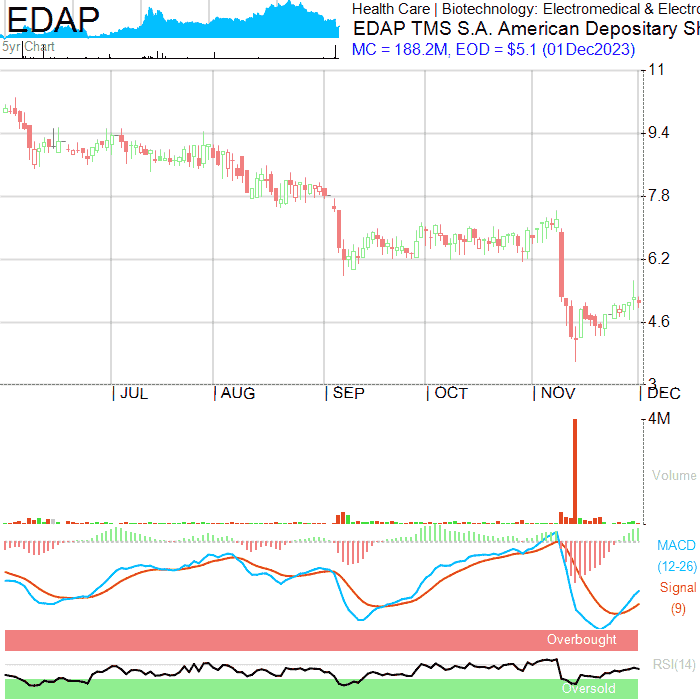 EDAP
5yr Chart
Health Care | Biotechnology: Electromedical & Electro
EDAP TMS S.A. American Depositary Sh
MC = 188.2M, EOD = $5.1 (01Dec2023)
11
9.4
7.8
6.2
4.6
3
JUL AUG SEP OCT NOV DEC
4M
Volume
MACD
(12-26)
Signal
(9)
Overbought
RSI(14)
Oversold